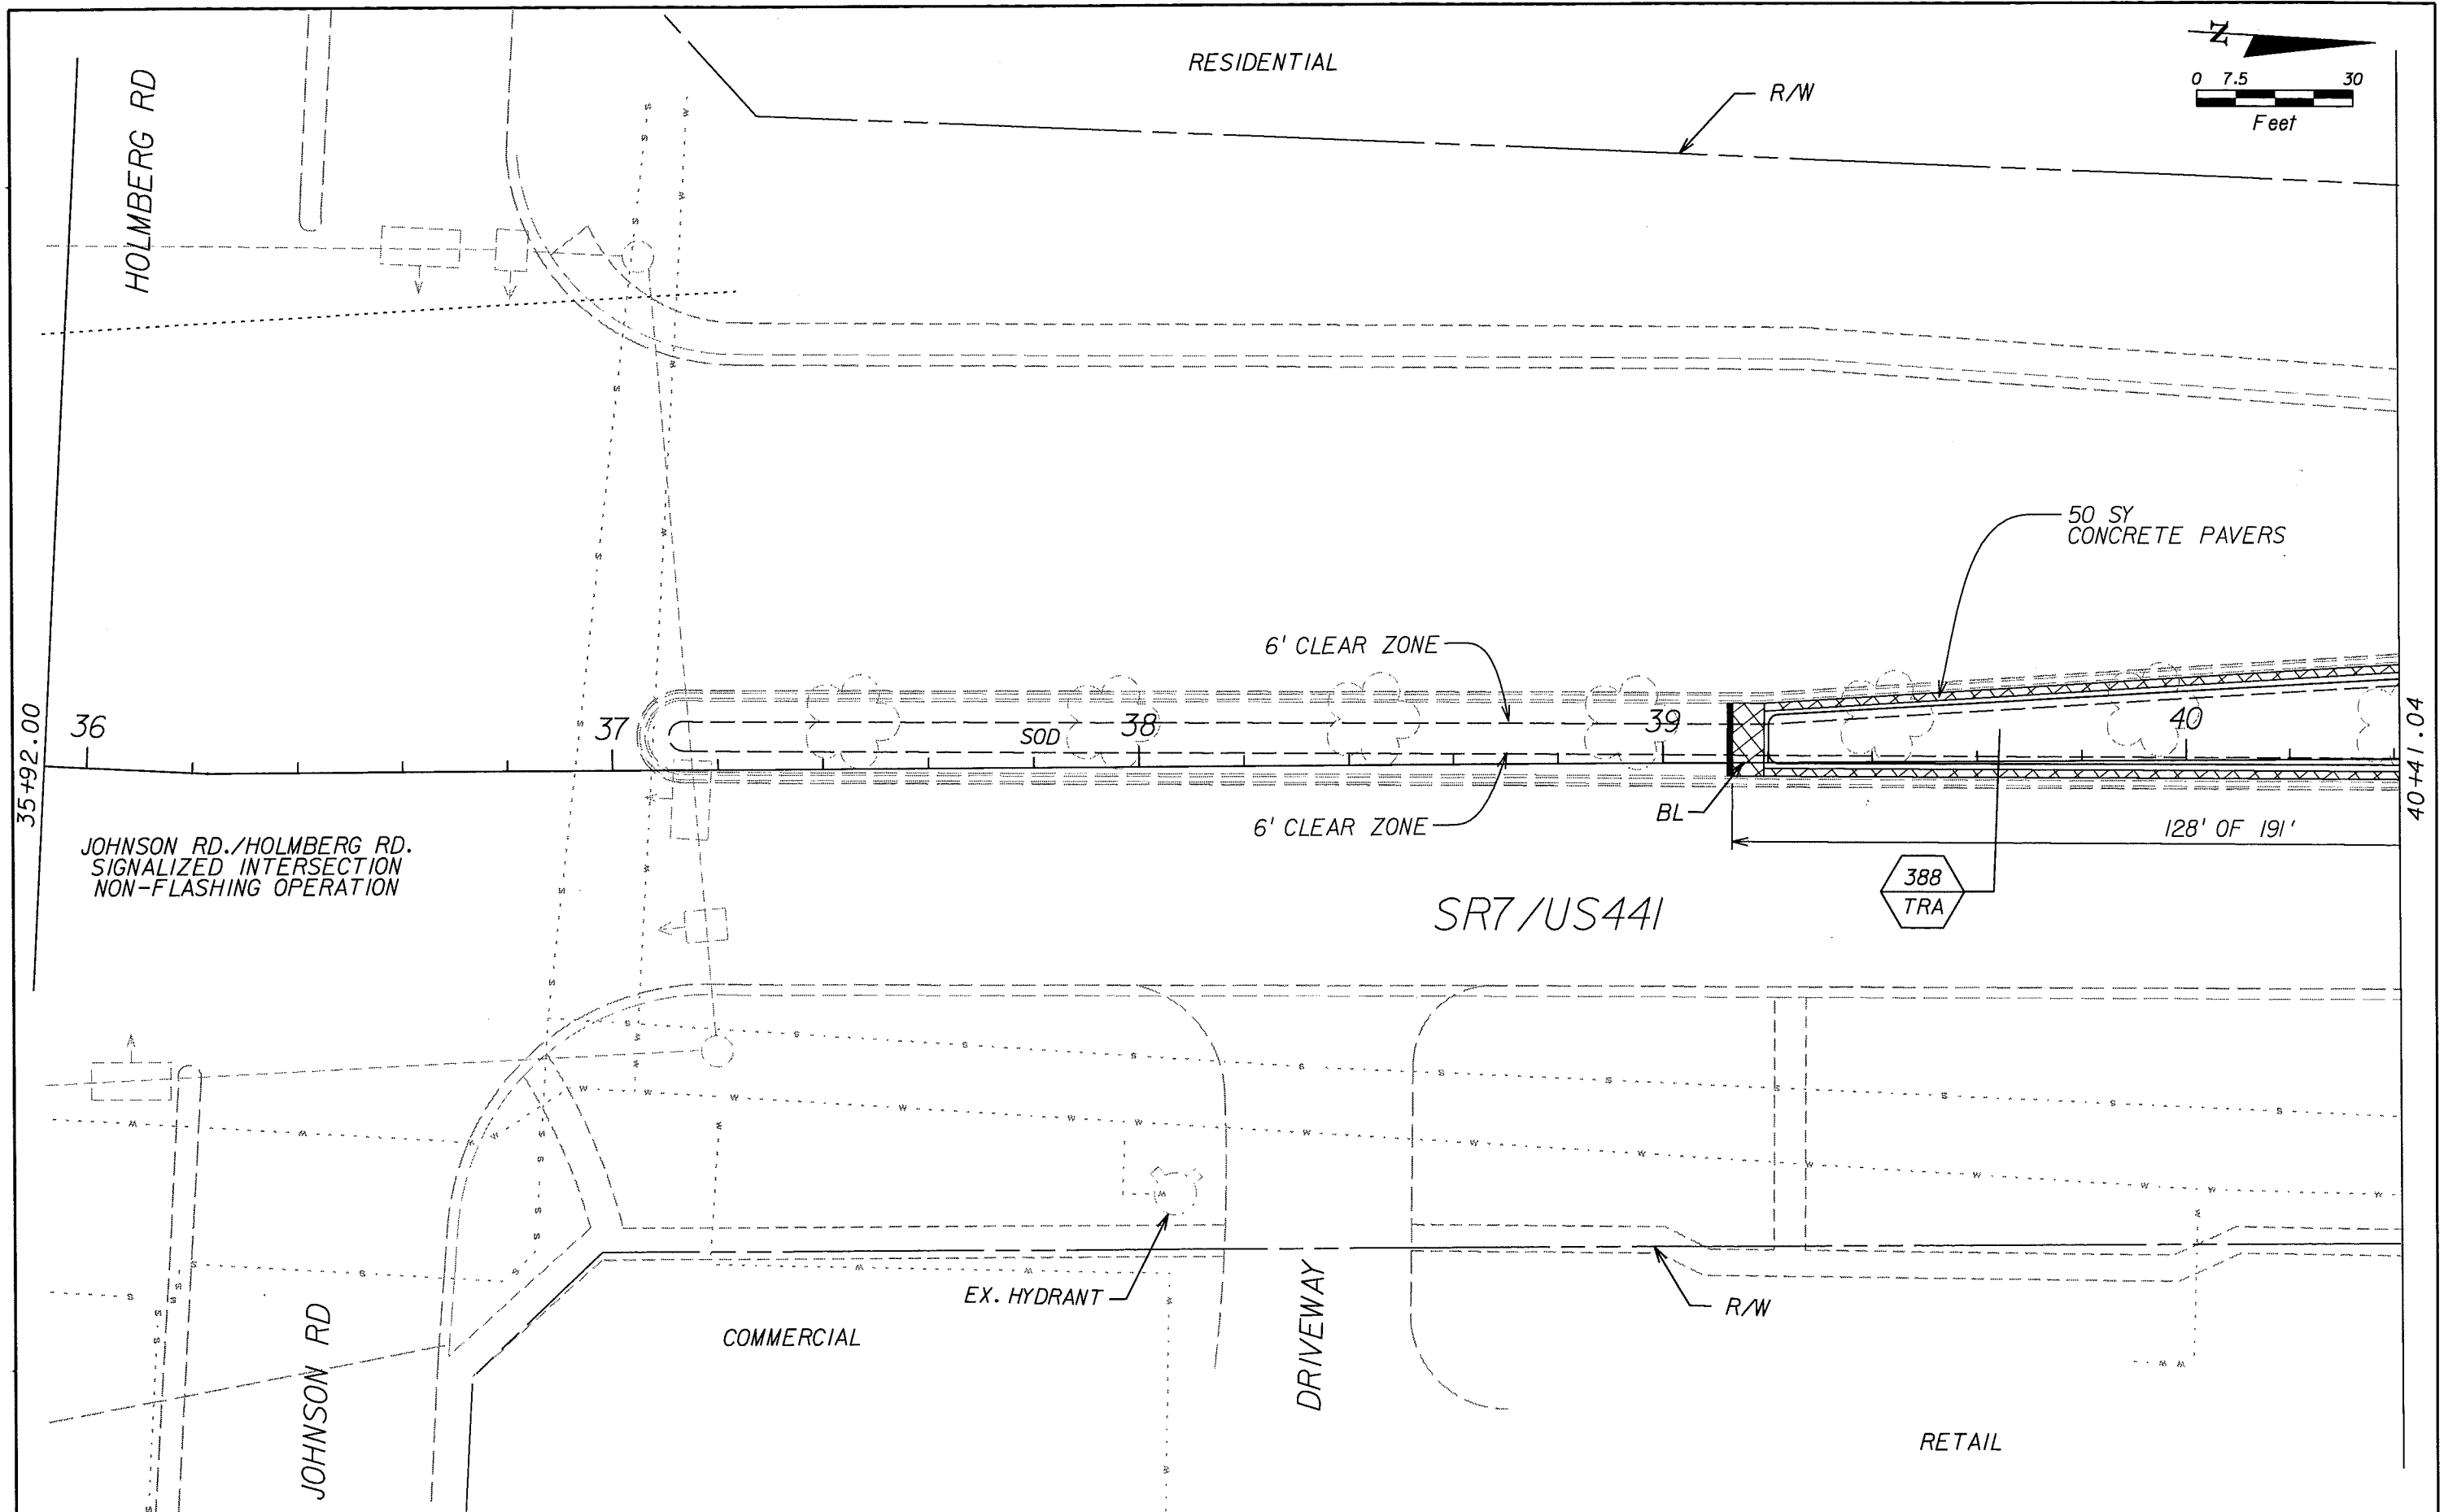 RESIDENTIAL
N
0 7.5 30
Feet
R/W
HOLMBERG RD
50 SY
CONCRETE PAVERS
6' CLEAR ZONE
35+92.00
36
37
38
39
40
40+41.04
SOD
6' CLEAR ZONE
BL
128' OF 191'
JOHNSON RD./HOLMBERG RD.
SIGNALIZED INTERSECTION
NON-FLASHING OPERATION
388
TRA
SR7/US441
EX. HYDRANT
R/W
DRIVEWAY
COMMERCIAL
JOHNSON RD
RETAIL